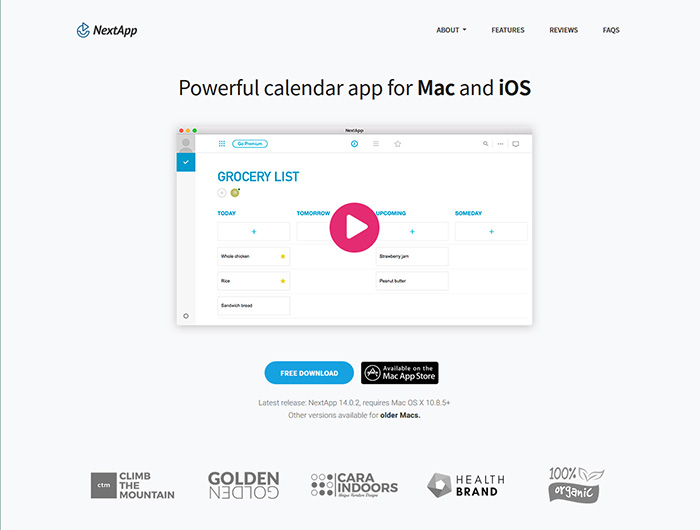 NextApp
ABOUT
FEATURES
REVIEWS
FAQS
Powerful calendar app for Mac and iOS
NextApp
Go Premium
GROCERY LIST
TODAY
TOMORROW
UPCOMING
SOMEDAY
Whole chicken
Strawberry jam
Rice
Peanut butter
Sandwich bread
FREE DOWNLOAD
Available on the
Mac App Store
Latest release: NextApp 14.0.2, requires Mac OS X 10.8.5+
Other versions available for older Macs.
ctm
CLIMB
THE
MOUNTAIN
GOLDEN
GOLDEN
CARA
INDOORS
HEALTH
BRAND
100%
organic